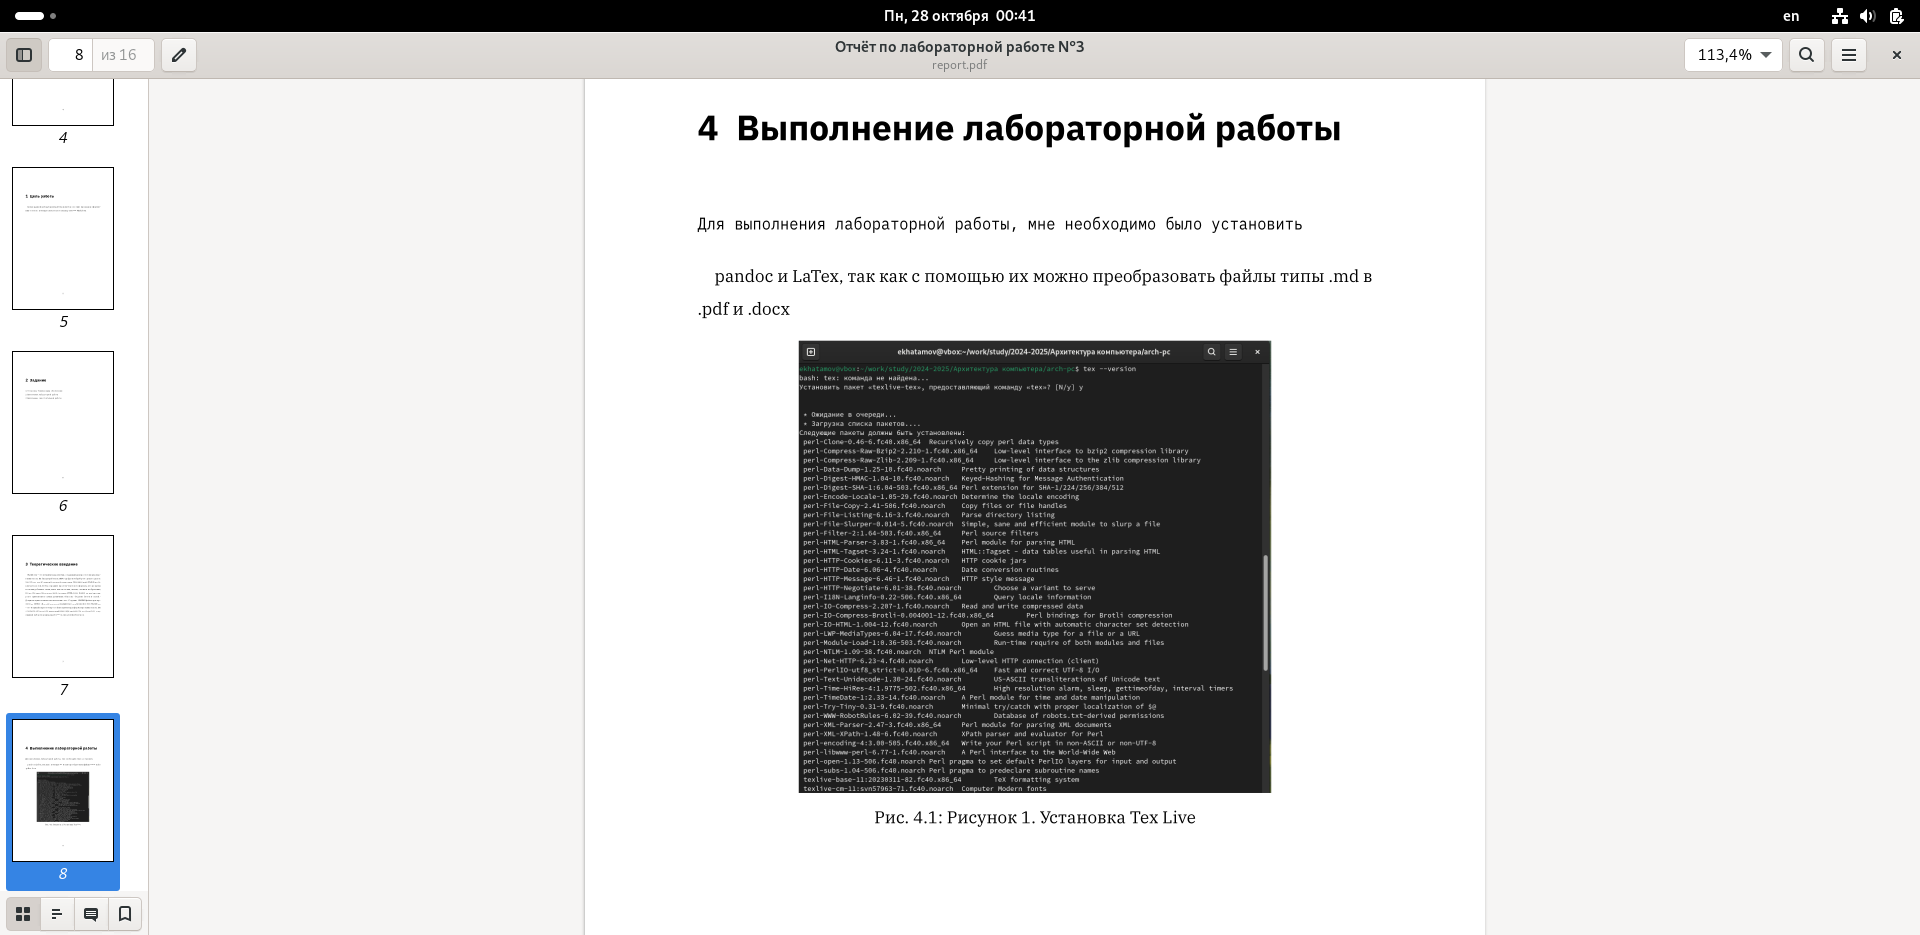 Пн, 28 октября 00:41
en
8 из 16
Отчёт по лабораторной работе №3
report.pdf
113,4%
4
1 Цель работы
5
2 Задание
6
3 Теоретическое введение
7
4 Выполнение лабораторной работы
8
4 Выполнение лабораторной работы
Для выполнения лабораторной работы, мне необходимо было установить
pandoc и LaTex, так как с помощью их можно преобразовать файлы типы .md в
.pdf и .docx
ekhatamov@vbox:~/work/study/2024-2025/Архитектура компьютера/arch-pc
ekhatamov@vbox:~/work/study/2024-2025/Архитектура компьютера/arch-pc$ tex --version
bash: tex: команда не найдена...
Установить пакет «texlive-tex», предоставляющий команду «tex»? [N/y] y
* Ожидание в очереди...
* Загрузка списка пакетов....
Следующие пакеты должны быть установлены:
perl-Clone-0.46-6.fc40.x86_64 Recursively copy perl data types
perl-Compress-Raw-Bzip2-2.210-1.fc40.x86_64 Low-level interface to bzip2 compression library
perl-Compress-Raw-Zlib-2.209-1.fc40.x86_64 Low-level interface to the zlib compression library
perl-Data-Dump-1.25-10.fc40.noarch Pretty printing of data structures
perl-Digest-HMAC-1.04-10.fc40.noarch Keyed-Hashing for Message Authentication
perl-Digest-SHA-1:6.04-503.fc40.x86_64 Perl extension for SHA-1/224/256/384/512
perl-Encode-Locale-1.05-29.fc40.noarch Determine the locale encoding
perl-File-Copy-2.41-506.fc40.noarch Copy files or file handles
perl-File-Listing-6.16-3.fc40.noarch Parse directory listing
perl-File-Slurper-0.014-5.fc40.noarch Simple, sane and efficient module to slurp a file
perl-Filter-2:1.64-503.fc40.x86_64 Perl source filters
perl-HTML-Parser-3.83-1.fc40.x86_64 Perl module for parsing HTML
perl-HTML-Tagset-3.24-1.fc40.noarch HTML::Tagset - data tables useful in parsing HTML
perl-HTTP-Cookies-6.11-3.fc40.noarch HTTP cookie jars
perl-HTTP-Date-6.06-4.fc40.noarch Date conversion routines
perl-HTTP-Message-6.46-1.fc40.noarch HTTP style message
perl-HTTP-Negotiate-6.01-38.fc40.noarch Choose a variant to serve
perl-I18N-Langinfo-0.22-506.fc40.x86_64 Query locale information
perl-IO-Compress-2.207-1.fc40.noarch Read and write compressed data
perl-IO-Compress-Brotli-0.004001-12.fc40.x86_64 Perl bindings for Brotli compression
perl-IO-HTML-1.004-12.fc40.noarch Open an HTML file with automatic character set detection
perl-LWP-MediaTypes-6.04-17.fc40.noarch Guess media type for a file or a URL
perl-Module-Load-1:0.36-503.fc40.noarch Run-time require of both modules and files
perl-NTLM-1.09-38.fc40.noarch NTLM Perl module
perl-Net-HTTP-6.23-4.fc40.noarch Low-level HTTP connection (client)
perl-PerlIO-utf8_strict-0.010-6.fc40.x86_64 Fast and correct UTF-8 I/O
perl-Text-Unidecode-1.30-24.fc40.noarch US-ASCII transliterations of Unicode text
perl-Time-HiRes-4:1.9775-502.fc40.x86_64 High resolution alarm, sleep, gettimeofday, interval timers
perl-TimeDate-1:2.33-14.fc40.noarch A Perl module for time and date manipulation
perl-Try-Tiny-0.31-9.fc40.noarch Minimal try/catch with proper localization of $@
perl-WWW-RobotRules-6.02-39.fc40.noarch Database of robots.txt-derived permissions
perl-XML-Parser-2.47-3.fc40.x86_64 Perl module for parsing XML documents
perl-XML-XPath-1.48-6.fc40.noarch XPath parser and evaluator for Perl
perl-encoding-4:3.00-505.fc40.x86_64 Write your Perl script in non-ASCII or non-UTF-8
perl-libwww-perl-6.77-1.fc40.noarch A Perl interface to the World-Wide Web
perl-open-1.13-506.fc40.noarch Perl pragma to set default PerlIO layers for input and output
perl-subs-1.04-506.fc40.noarch Perl pragma to predeclare subroutine names
texlive-base-11:20230311-82.fc40.x86_64 TeX formatting system
texlive-cm-11:svn57963-71.fc40.noarch Computer Modern fonts
Рис. 4.1: Рисунок 1. Установка Tex Live